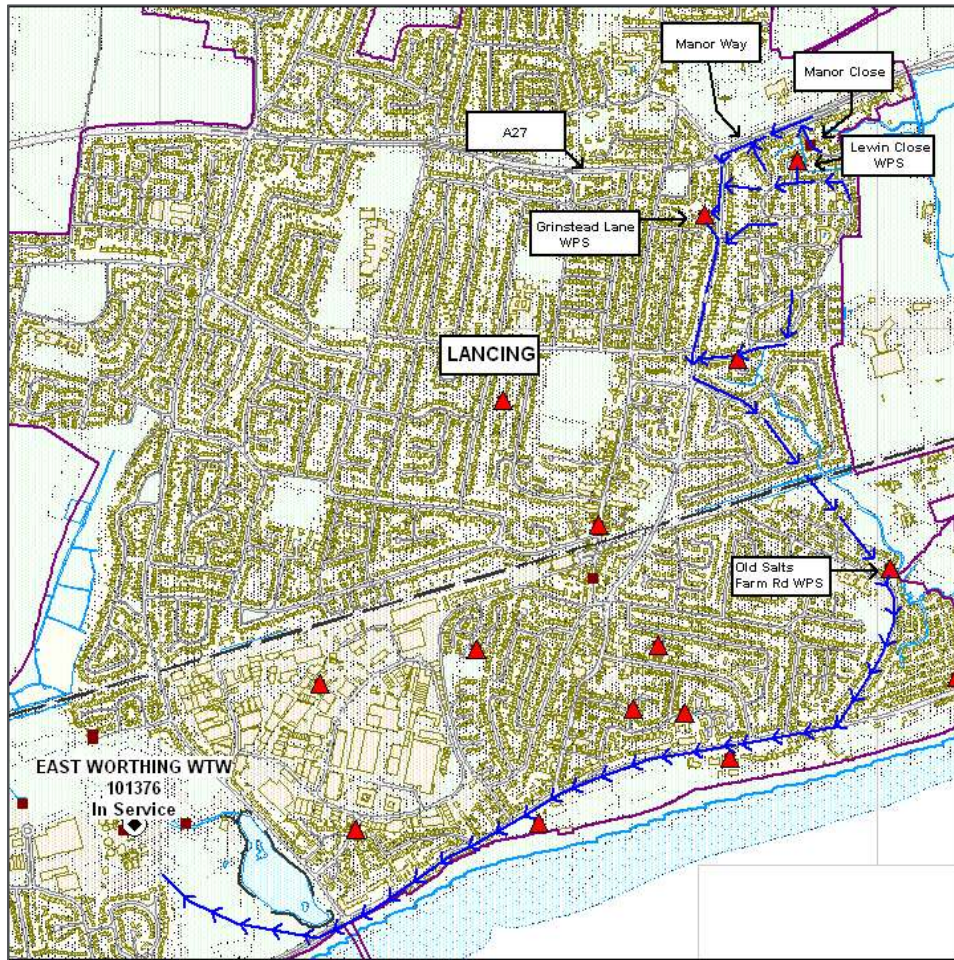 Manor Way
Manor Close
A27
Lewin Close
WPS
Grinstead Lane
WPS
LANCING
Old Salts
Farm Rd WPS
EAST WORTHING WTW
101376
In Service